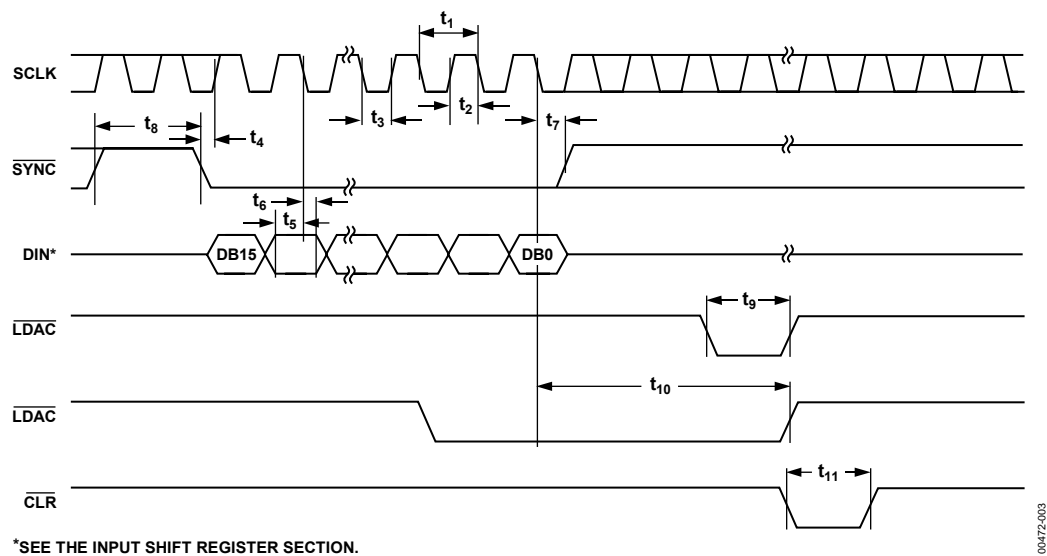 t1
SCLK
t3
t2
t8
t4
t7
SYNC
t6
t5
DIN*
DB15
DB0
t9
LDAC
t10
LDAC
t11
CLR
*SEE THE INPUT SHIFT REGISTER SECTION.
00472-003